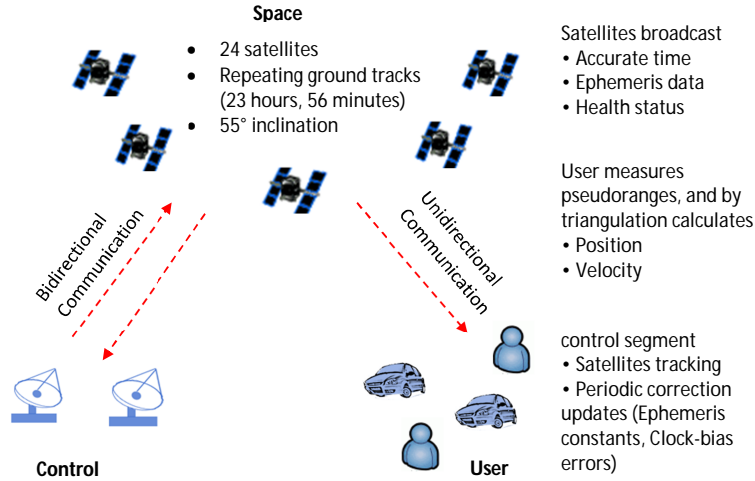 Space
• 24 satellites
• Repeating ground tracks
(23 hours, 56 minutes)
• 55° inclination
Satellites broadcast
• Accurate time
• Ephemeris data
• Health status
User measures
pseudoranges, and by
triangulation calculates
• Position
• Velocity
Bidirectional
Communication
Unidirectional
Communication
control segment
• Satellites tracking
• Periodic correction
updates (Ephemeris
constants, Clock-bias
errors)
Control
User